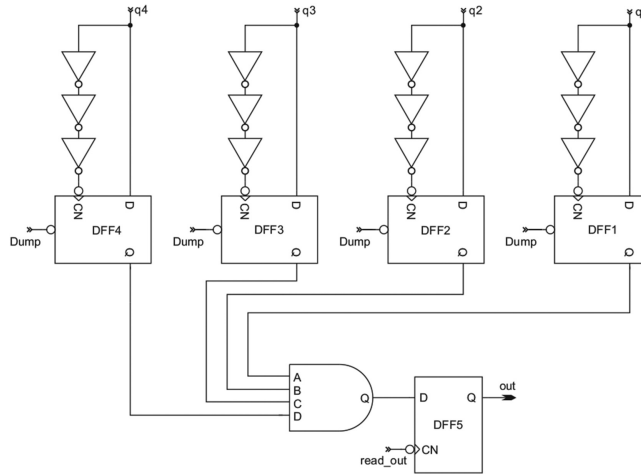 q4
q3
q2
q
D
CN
DFF4
Q
Dump
D
CN
DFF3
Q
Dump
D
CN
DFF2
Q
Dump
D
CN
DFF1
Q
Dump
A
B
C
D
Q
D
Q
out
DFF5
CN
read_out